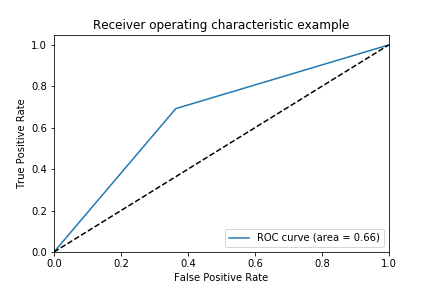 Receiver operating characteristic example
1.0
0.8
0.6
0.4
0.2
0.0
True Positive Rate
ROC curve (area = 0.66)
0.0 0.2 0.4 0.6 0.8 1.0
False Positive Rate